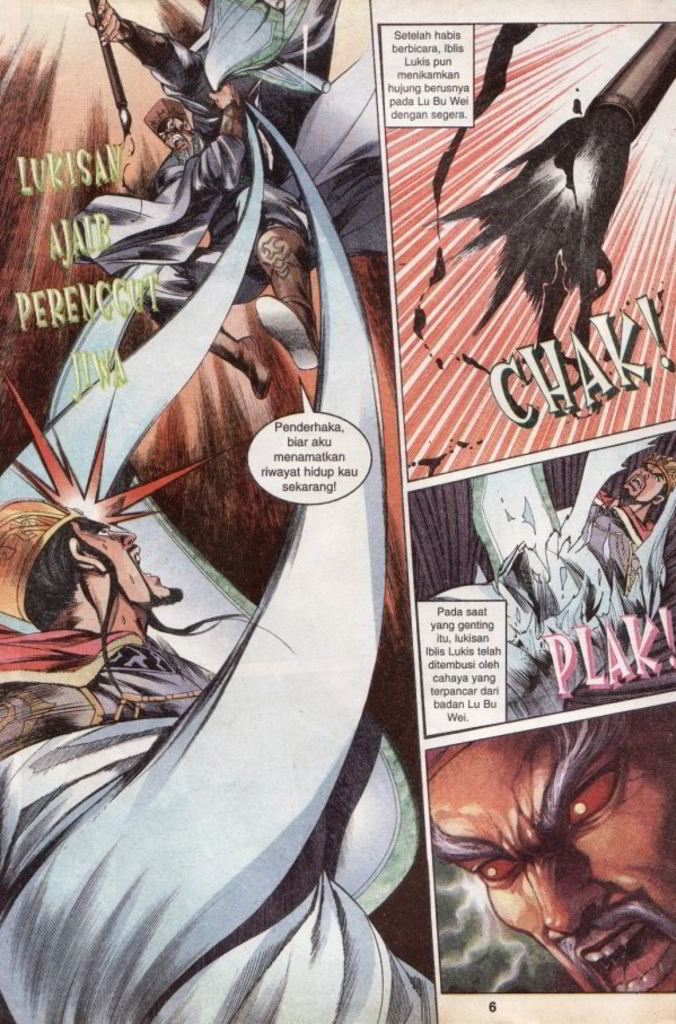 LUKISAN
AJAIB
PERENGGUT
JIWA
Penderhaka,
biar aku
menamatkan
riwayat hidup kau
sekarang!
Setelah habis
berbicara, Iblis
Lukis pun
menikamkan
hujung berusnya
pada Lu Bu Wei
dengan segera.
CHAK!
Pada saat
yang genting
itu, lukisan
Iblis Lukis telah
ditembusi oleh
cahaya yang
terpancar dari
badan Lu Bu
Wei.
PLAK!
6